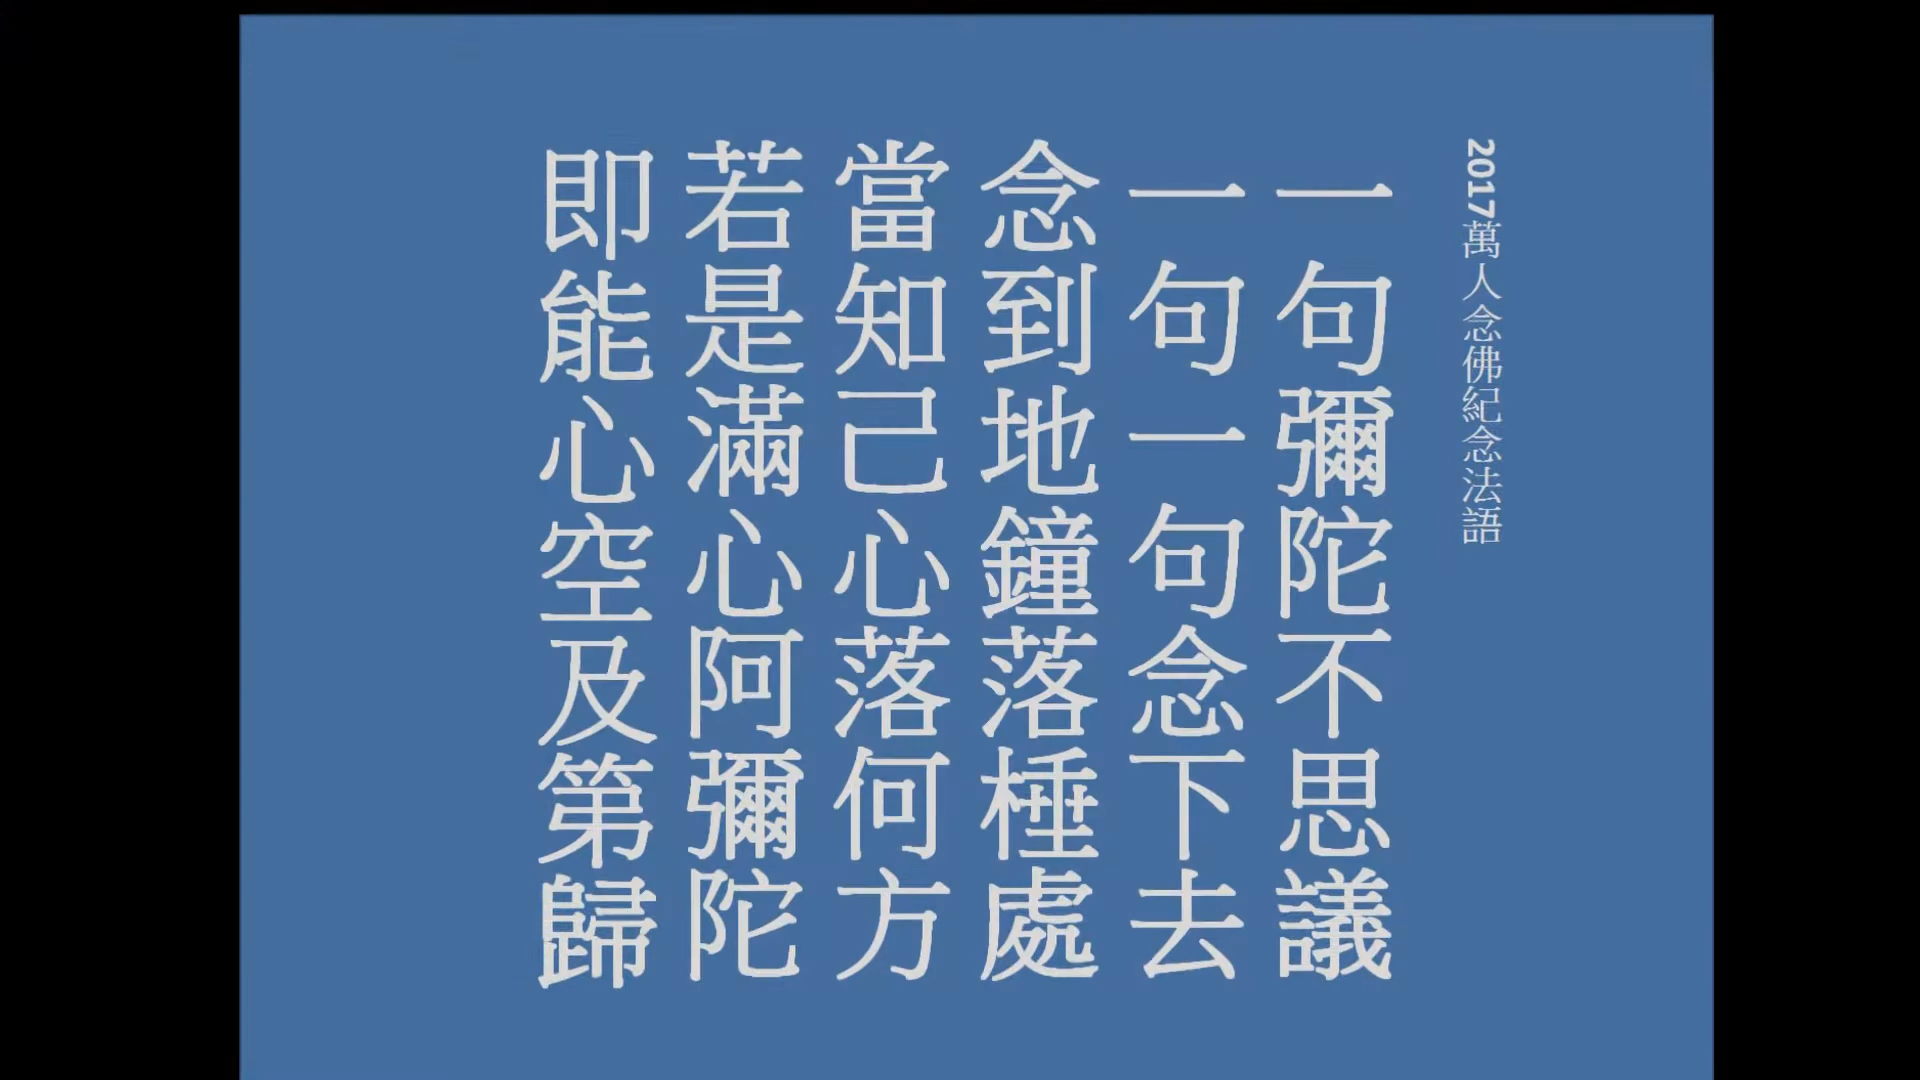 2017萬人念佛紀念法語
一句彌陀不思議
一句一句念下去
念到地鐘落棰處
當知己心落何方
若是滿心阿彌陀
即能心空及第歸